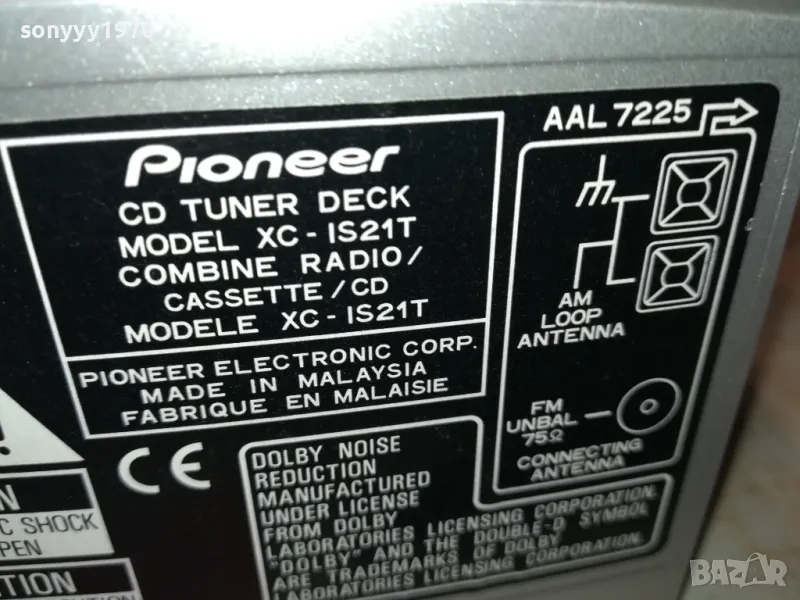 sonyyy1970
Pioneer
CD TUNER DECK
MODEL XC - IS21T
COMBINE RADIO/
CASSETTE / CD
MODELE XC - IS21T
PIONEER ELECTRONIC CORP.
MADE IN MALAYSIA
FABRIQUE EN MALAISIE
CE
DOLBY NOISE
REDUCTION
MANUFACTURED
UNDER LICENSE
FROM DOLBY
LABORATORIES LICENSING CORPORATION.
"DOLBY" AND THE DOUBLE-D SYMBOL
ARE TRADEMARKS OF DOLBY
LABORATORIES LICENSING CORPORATION.
AAL 7225
AM
LOOP
ANTENNA
FM
UNBAL
75Ω
CONNECTING
ANTENNA
C SHOCK
PEN
BAZAR